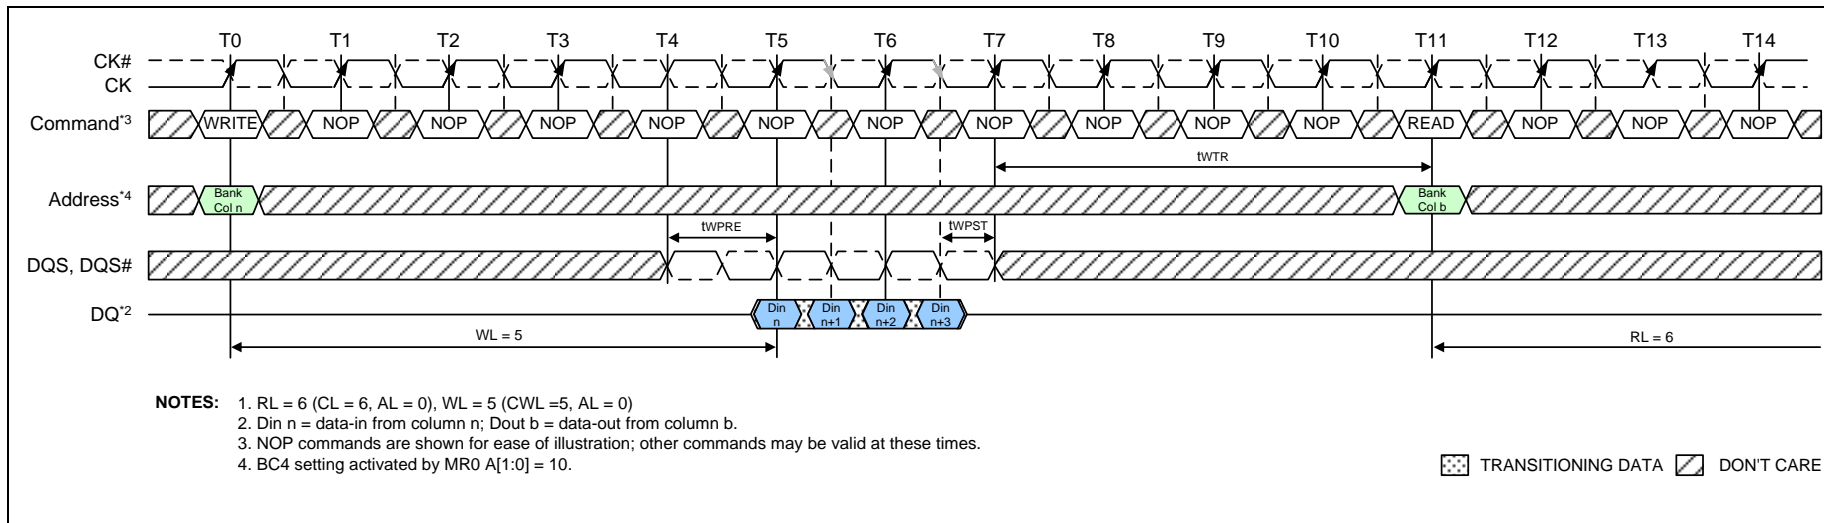 T0 T1 T2 T3 T4 T5 T6 T7 T8 T9 T10 T11 T12 T13 T14
CK#
CK
Command*3 WRITE NOP NOP NOP NOP NOP NOP NOP NOP NOP NOP READ NOP NOP NOP
tWTR
Address*4 Bank Col n Bank Col b
tWPRE tWPST
DQS, DQS#
DQ*2 Din n Din n+1 Din n+2 Din n+3
WL = 5 RL = 6
NOTES: 1. RL = 6 (CL = 6, AL = 0), WL = 5 (CWL =5, AL = 0)
2. Din n = data-in from column n; Dout b = data-out from column b.
3. NOP commands are shown for ease of illustration; other commands may be valid at these times.
4. BC4 setting activated by MR0 A[1:0] = 10.
TRANSITIONING DATA DON'T CARE